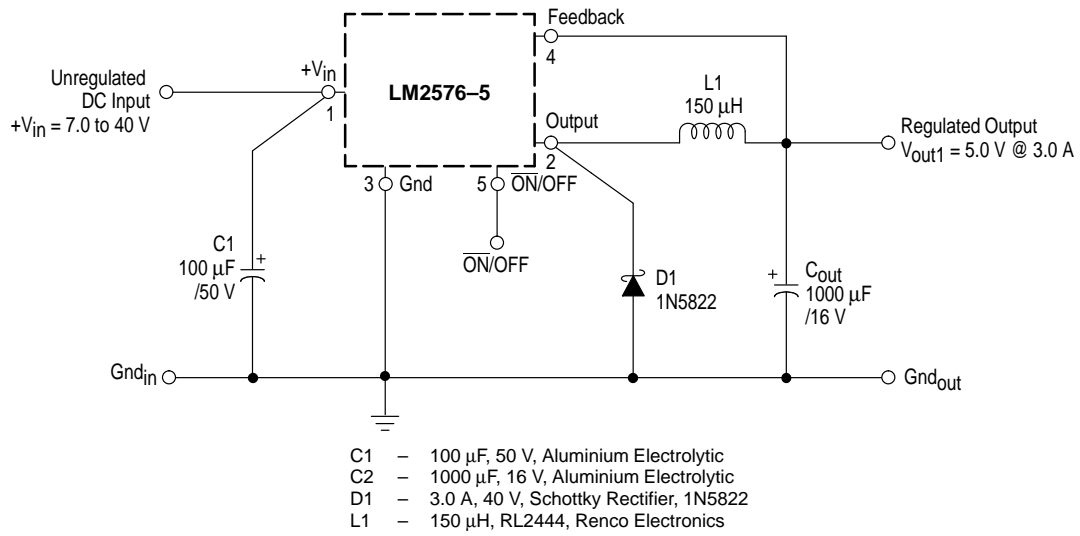 Feedback
4
Unregulated
DC Input
+Vin = 7.0 to 40 V
+Vin
1
LM2576–5
L1
150 μH
Output
2
Regulated Output
Vout1 = 5.0 V @ 3.0 A
3 Gnd
5 ON/OFF
ON/OFF
C1
100 μF
/50 V
+
D1
1N5822
+
Cout
1000 μF
/16 V
Gndin
Gndout
C1 – 100 μF, 50 V, Aluminium Electrolytic
C2 – 1000 μF, 16 V, Aluminium Electrolytic
D1 – 3.0 A, 40 V, Schottky Rectifier, 1N5822
L1 – 150 μH, RL2444, Renco Electronics